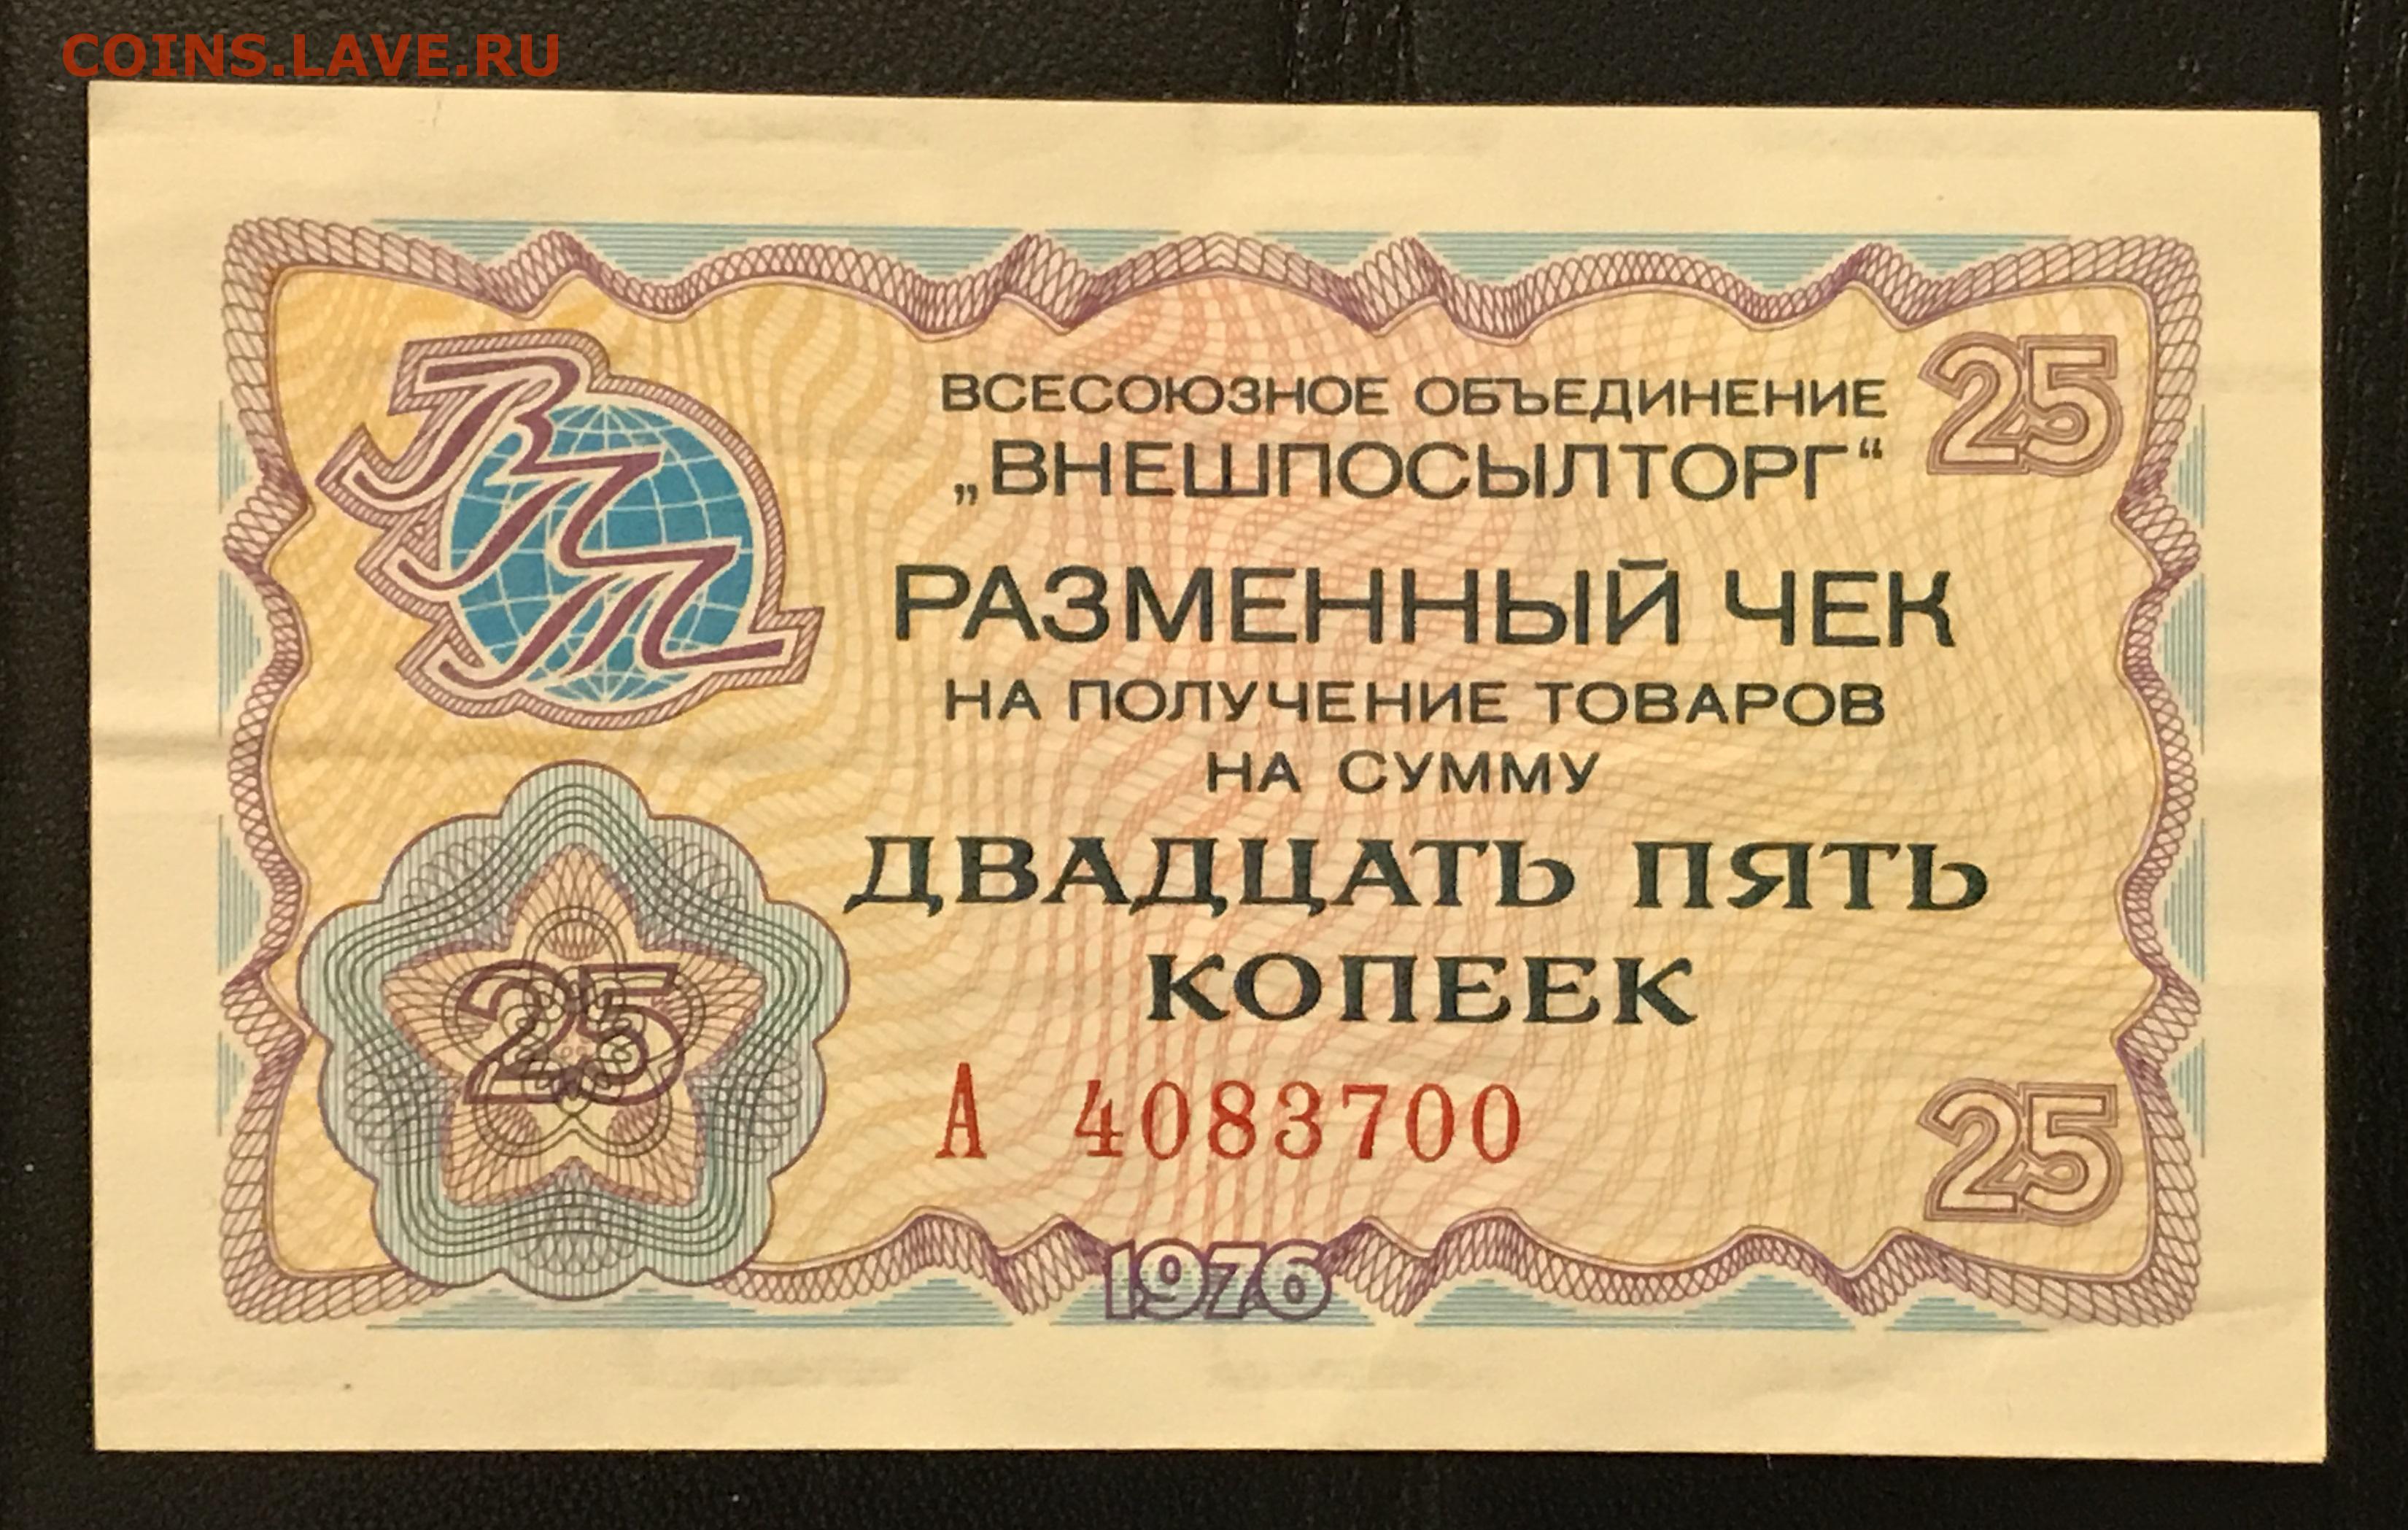 COINS.LAVE.RU
ВПТ
ВСЕСОЮЗНОЕ ОБЪЕДИНЕНИЕ
„ВНЕШПОСЫЛТОРГ“
25
РАЗМЕННЫЙ ЧЕК
НА ПОЛУЧЕНИЕ ТОВАРОВ
НА СУММУ
ДВАДЦАТЬ ПЯТЬ
КОПЕЕК
25
А 4083700
25
1976